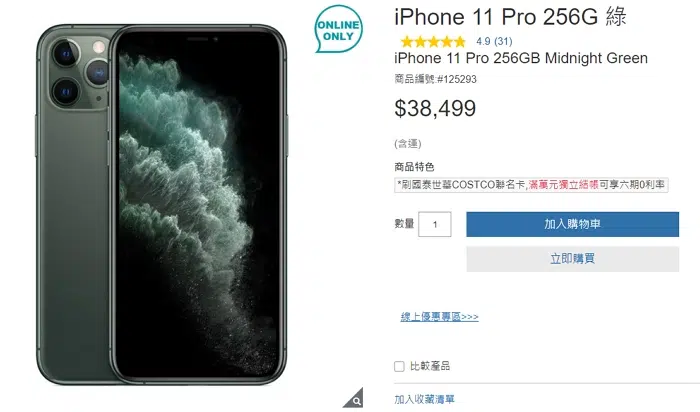 ONLINE
ONLY
iPhone 11 Pro 256G 綠
4.9 (31)
iPhone 11 Pro 256GB Midnight Green
商品編號:#125293
$38,499
(含運)
商品特色
*刷國泰世華COSTCO聯名卡,滿萬元獨立結帳可享六期0利率
數量 1 加入購物車
立即購買
線上優惠專區>>>
比較產品
加入收藏清單